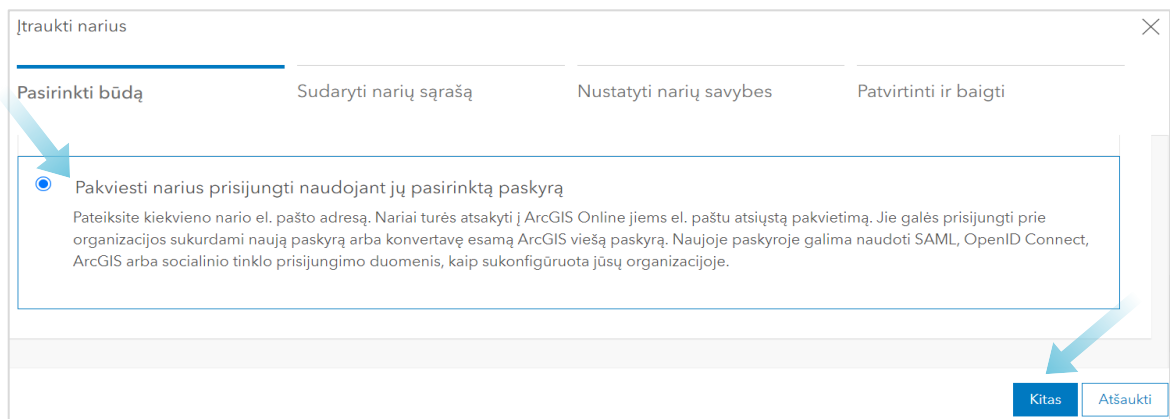 Įtraukti narius
Pasirinkti būdą
Sudaryti narių sąrašą
Nustatyti narių savybes
Patvirtinti ir baigti
Pakviesti narius prisijungti naudojant jų pasirinktą paskyrą
Pateiksite kiekvieno nario el. pašto adresą. Nariai turės atsakyti į ArcGIS Online jiems el. paštu atsiųstą pakvietimą. Jie galės prisijungti prie
organizacijos sukurdami naują paskyrą arba konvertavę esamą ArcGIS viešą paskyrą. Naujoje paskyroje galima naudoti SAML, OpenID Connect,
ArcGIS arba socialinio tinklo prisijungimo duomenis, kaip sukonfigūruota jūsų organizacijoje.
Kitas
Atšaukti